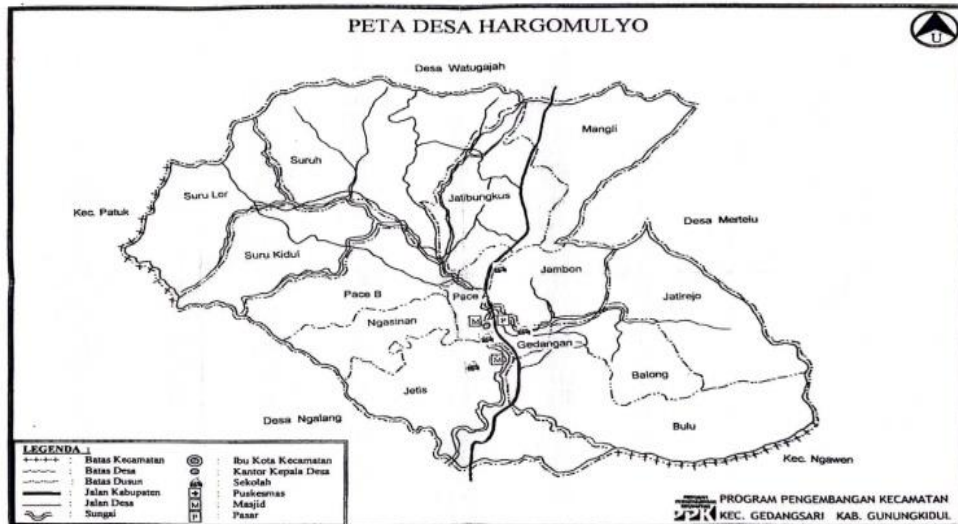 PETA DESA HARGOMULYO
U
Desa Watugajah
Mangli
Suruh
Suru Lor
Jatibungkus
Kec. Patuk
Desa Mertelu
Suru Kidul
Jambon
Pace B
Pace
Jatirejo
Ngasinan
M
P
Gedangan
M
Balong
Jetis
Desa Ngalang
Bulu
Kec. Ngawen
LEGENDA :
: Batas Kecamatan
: Batas Desa
: Batas Dusun
: Jalan Kabupaten
: Jalan Desa
: Sungai
: Ibu Kota Kecamatan
: Kantor Kepala Desa
: Sekolah
: Puskesmas
M : Masjid
P : Pasar
PPK
PROGRAM PENGEMBANGAN KECAMATAN
KEC. GEDANGSARI KAB. GUNUNGKIDUL